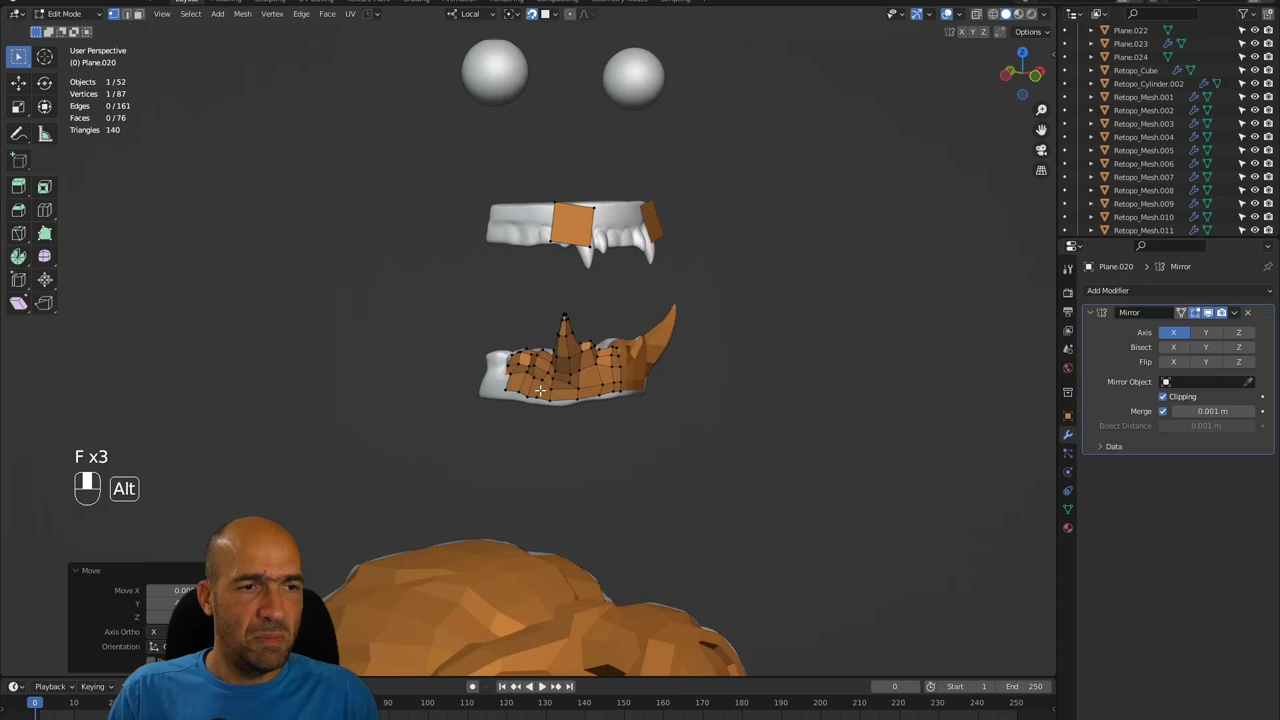 Edit Mode View Select Add Mesh Vertex Edge Face UV Local X Y Z Options
User Perspective
(0) Plane.020
Objects 1/52
Vertices 1/87
Edges 0/161
Faces 0/76
Triangles 140
Z
Plane.022
Plane.023
Plane.024
Retopo_Cube
Retopo_Cylinder.002
Retopo_Mesh.001
Retopo_Mesh.002
Retopo_Mesh.003
Retopo_Mesh.004
Retopo_Mesh.005
Retopo_Mesh.006
Retopo_Mesh.007
Retopo_Mesh.008
Retopo_Mesh.009
Retopo_Mesh.010
Retopo_Mesh.011
Plane.020 Mirror
Add Modifier
Mirror
Axis X Y Z
Bisect X Y Z
Flip X Y Z
Mirror Object
Clipping
Merge 0.001 m
Bisect Distance 0.001 m
Data
F x3
Alt
Move
Move X
Y
Z
Axis Ortho X
Orientation
Playback Keying 0 Start 1 End 250
0 10 100 110 120 130 140 150 160 170 180 190 200 210 220 230 240 250